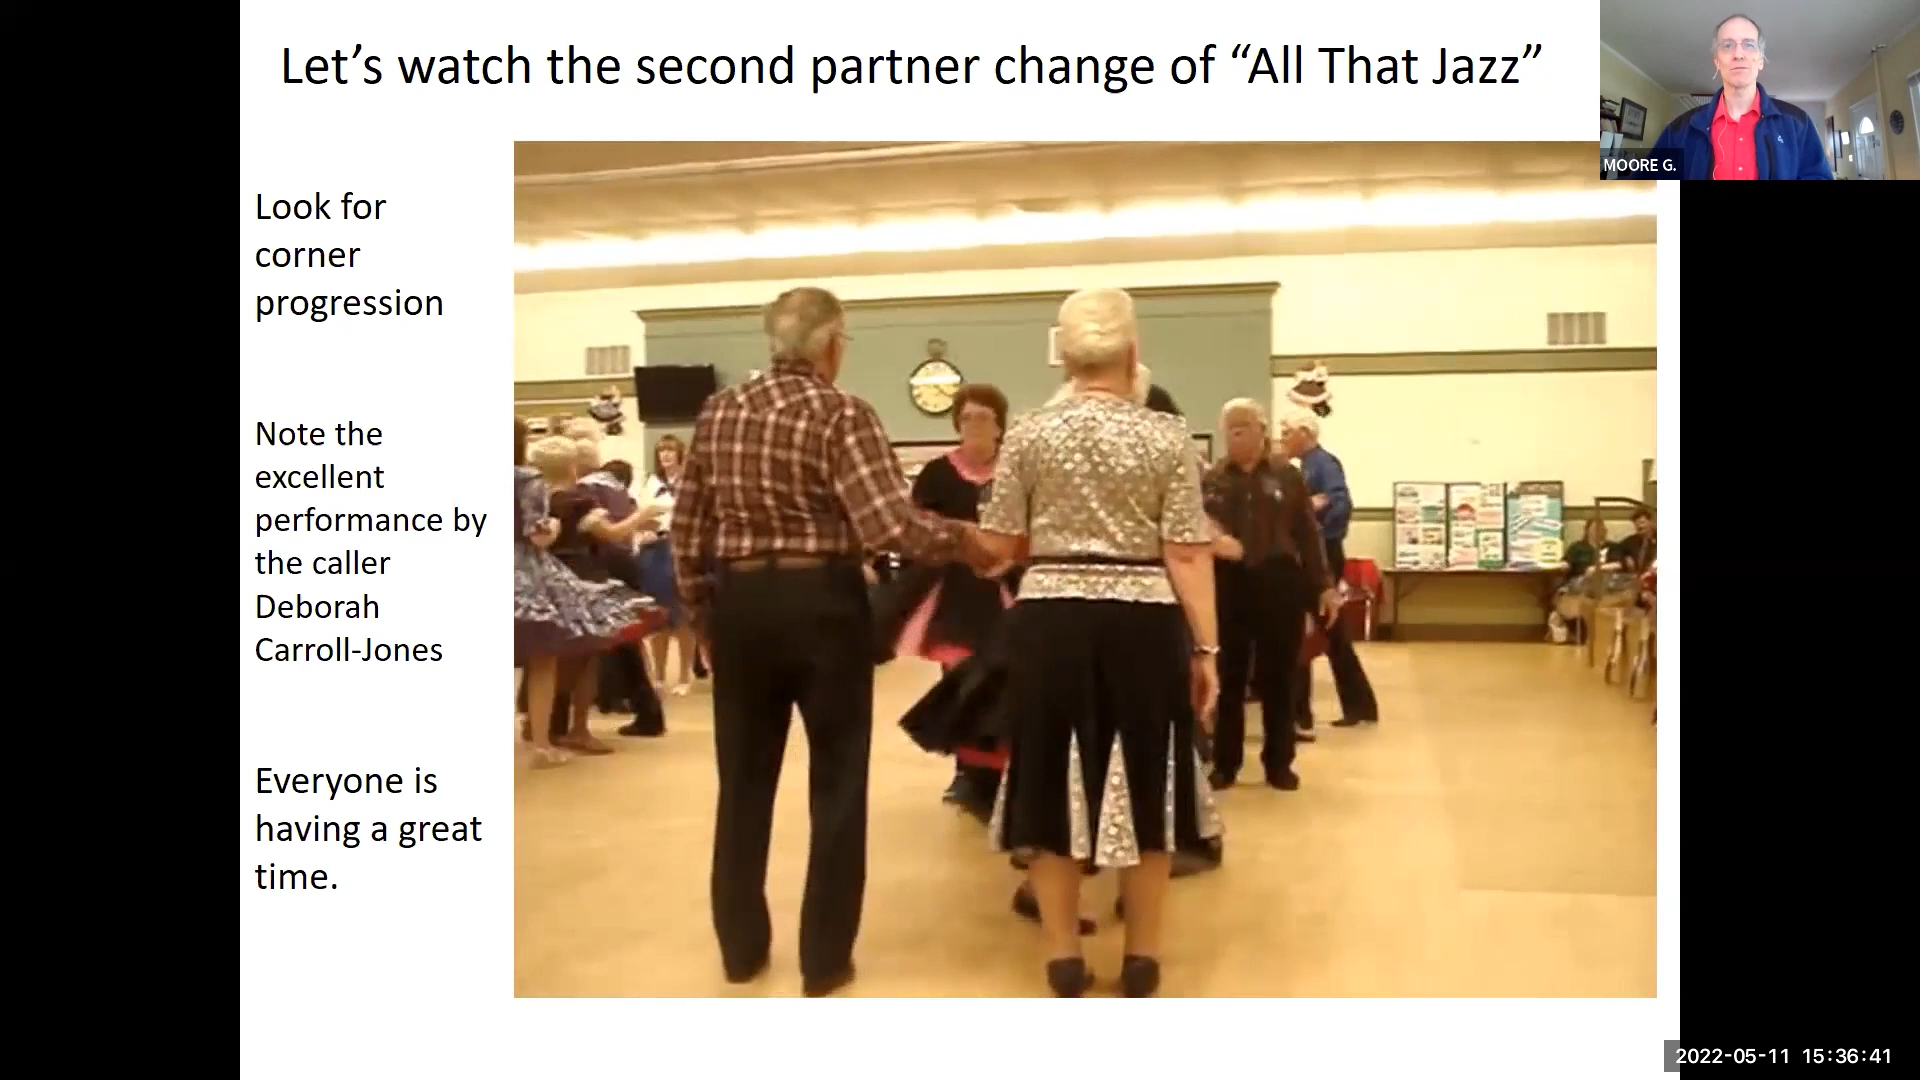 Let’s watch the second partner change of “All That Jazz”
MOORE G.
Look for
corner
progression
Note the
excellent
performance by
the caller
Deborah
Carroll-Jones
Everyone is
having a great
time.
2022-05-11 15:36:41